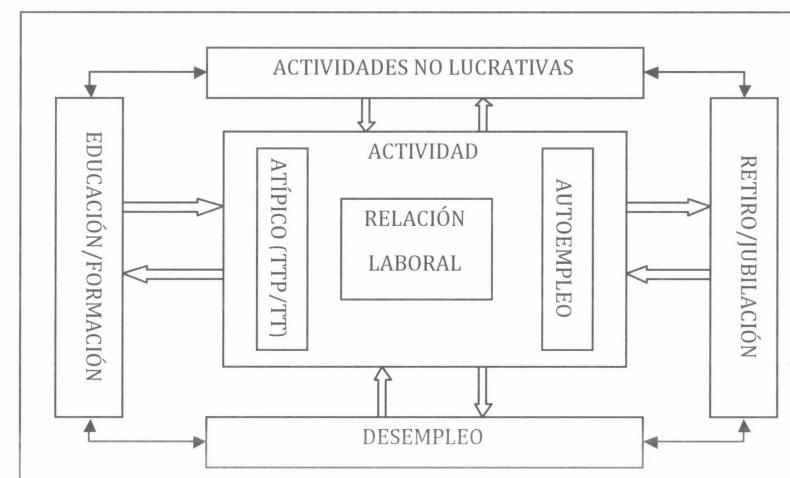 ACTIVIDADES NO LUCRATIVAS
EDUCACIÓN/FORMACIÓN
ACTIVIDAD
ATÍPICO (TTP/TT)
RELACIÓN
LABORAL
AUTOEMPLEO
RETIRO/JUBILACIÓN
DESEMPLEO